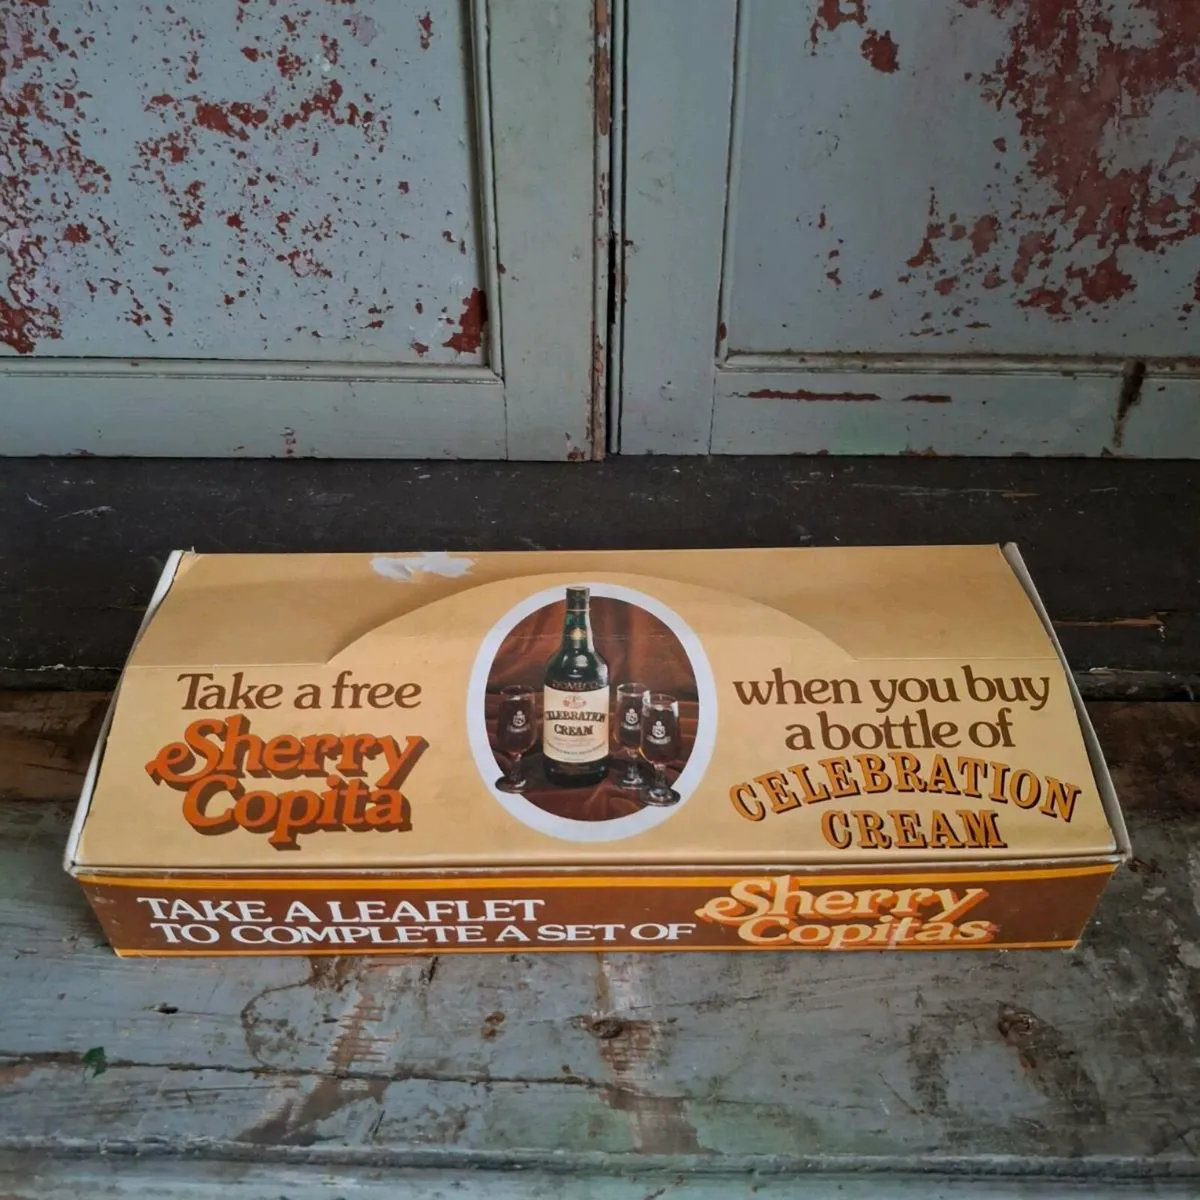 Take a free
Sherry
Copita
DOMECQ
CELEBRATION
CREAM
when you buy
a bottle of
CELEBRATION
CREAM
TAKE A LEAFLET
TO COMPLETE A SET OF
Sherry
Copitas